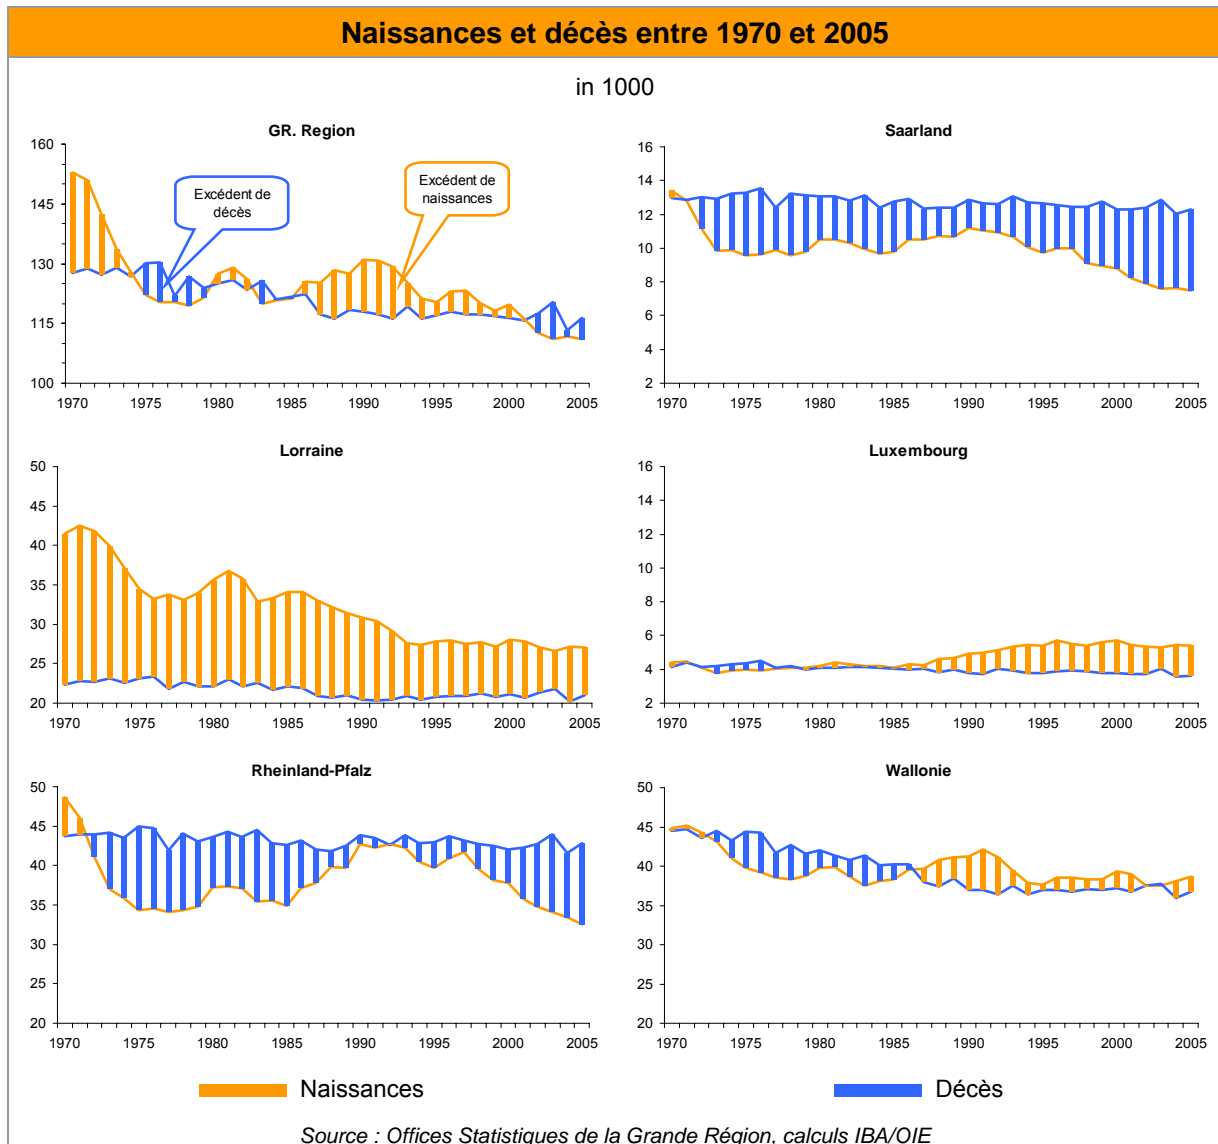 Naissances et décès entre 1970 et 2005
in 1000
GR. Region
160
145
130
115
100
1970 1975 1980 1985 1990 1995 2000 2005
Excédent de
décès
Excédent de
naissances
Saarland
16
14
12
10
8
6
4
2
1970 1975 1980 1985 1990 1995 2000 2005
Lorraine
50
45
40
35
30
25
20
1970 1975 1980 1985 1990 1995 2000 2005
Luxembourg
16
14
12
10
8
6
4
2
1970 1975 1980 1985 1990 1995 2000 2005
Rheinland-Pfalz
50
45
40
35
30
25
20
1970 1975 1980 1985 1990 1995 2000 2005
Wallonie
50
45
40
35
30
25
20
1970 1975 1980 1985 1990 1995 2000 2005
Naissances
Décès
Source : Offices Statistiques de la Grande Région, calculs IBA/OIE